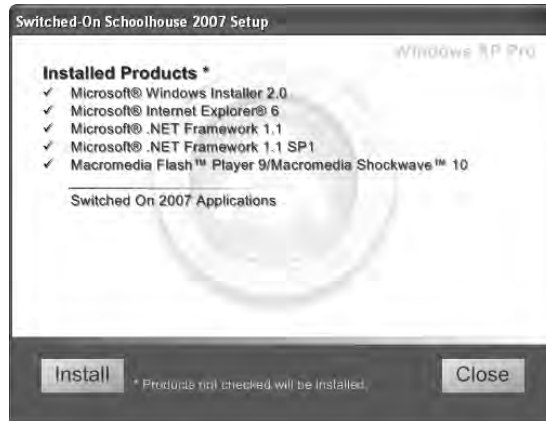 Switched-On Schoolhouse 2007 Setup
Windows XP Pro
Installed Products *
✓ Microsoft® Windows Installer 2.0
✓ Microsoft® Internet Explorer® 6
✓ Microsoft® .NET Framework 1.1
✓ Microsoft® .NET Framework 1.1 SP1
✓ Macromedia Flash™ Player 9/Macromedia Shockwave™ 10
Switched On 2007 Applications
Install
* Products not checked will be installed.
Close